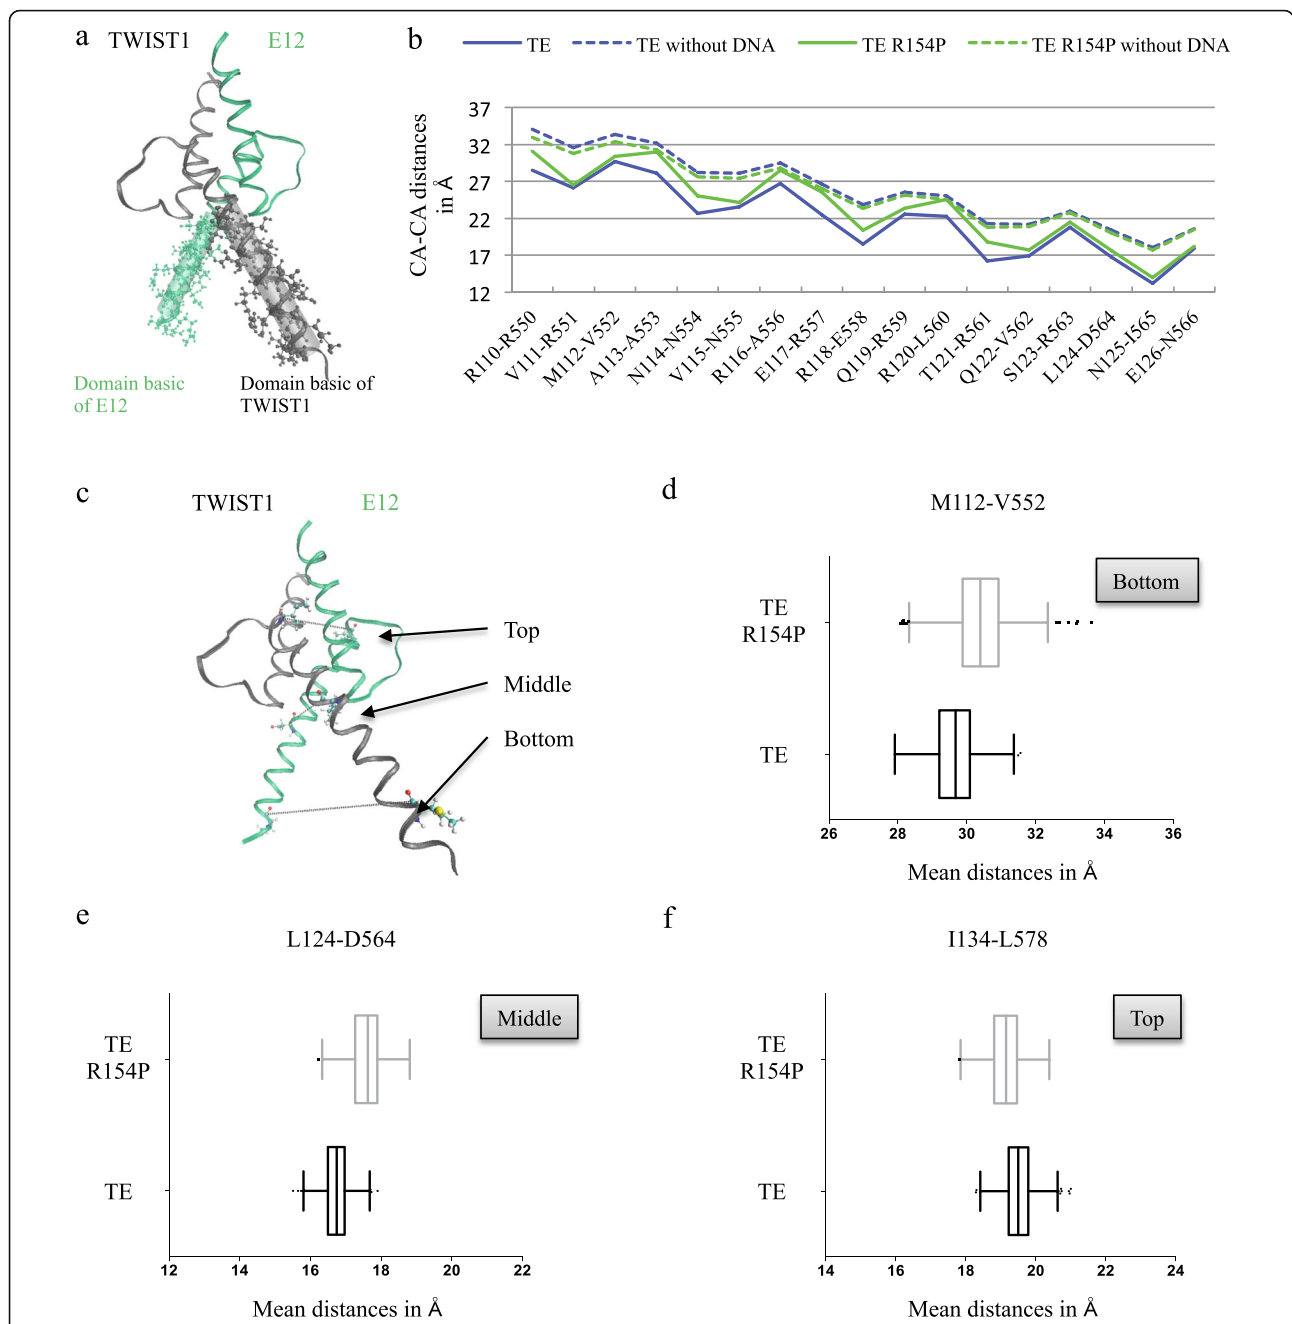 a
TWIST1 E12
Domain basic
of E12
Domain basic of
TWIST1
b
TE TE without DNA TE R154P TE R154P without DNA
CA-CA distances
in Å
37
32
27
22
17
12
R110-R550
V111-R551
M112-V552
A113-A553
N114-N554
V115-N555
R116-A556
E117-R557
R118-E558
Q119-R559
R120-L560
T121-R561
Q122-V562
S123-R563
L124-D564
N125-I565
E126-N566
c
TWIST1 E12
Top
Middle
Bottom
d
M112-V552
Bottom
TE
R154P
TE
26 28 30 32 34 36
Mean distances in Å
e
L124-D564
Middle
TE
R154P
TE
12 14 16 18 20 22
Mean distances in Å
f
I134-L578
Top
TE
R154P
TE
14 16 18 20 22 24
Mean distances in Å